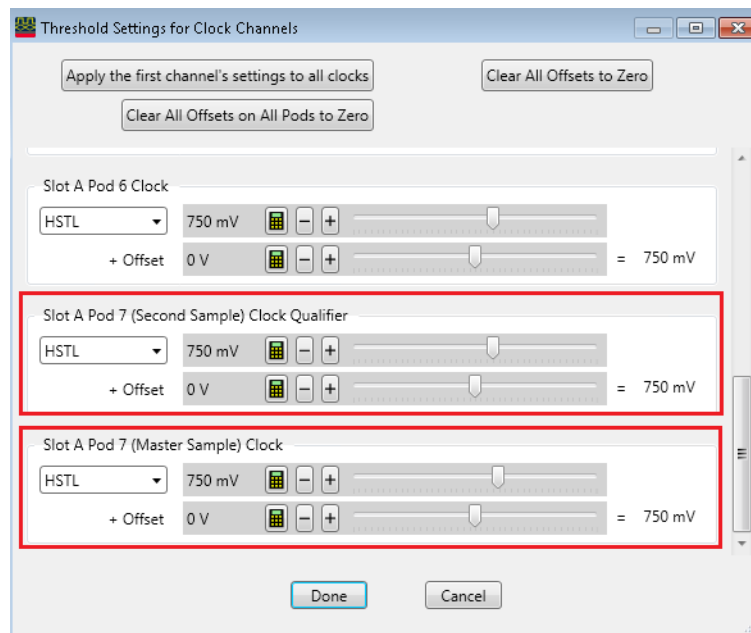 Threshold Settings for Clock Channels
Apply the first channel's settings to all clocks
Clear All Offsets to Zero
Clear All Offsets on All Pods to Zero
Slot A Pod 6 Clock
HSTL 750 mV − +
+ Offset 0 V − + = 750 mV
Slot A Pod 7 (Second Sample) Clock Qualifier
HSTL 750 mV − +
+ Offset 0 V − + = 750 mV
Slot A Pod 7 (Master Sample) Clock
HSTL 750 mV − +
+ Offset 0 V − + = 750 mV
Done Cancel